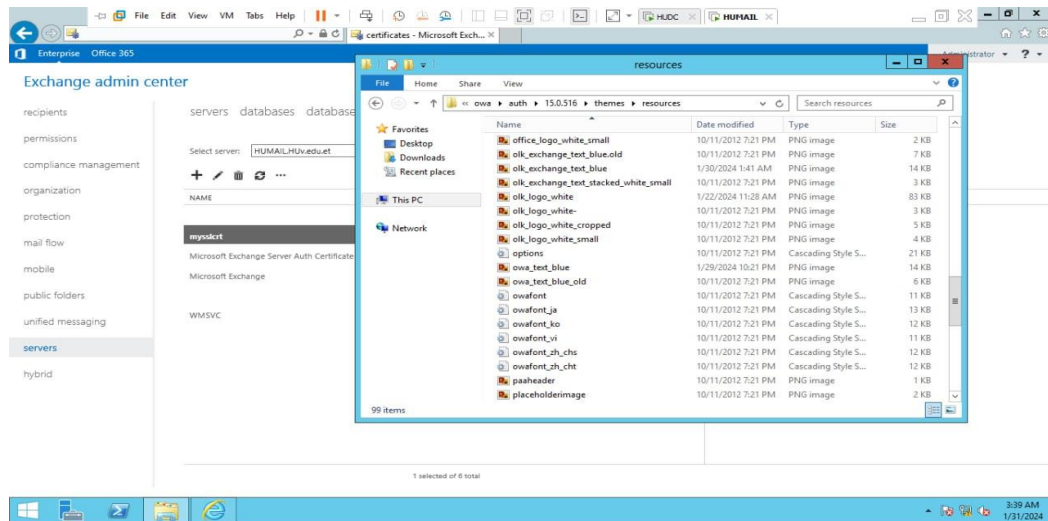 File Edit View VM Tabs Help HUDC HUMAIL
certificates - Microsoft Exch...
Enterprise Office 365 ?
Exchange admin center
recipients
permissions
compliance management
organization
protection
mail flow
mobile
public folders
unified messaging
servers
hybrid
servers databases database
Select server: HUMAIL.HUv.edu.et
NAME
mysslcrt
Microsoft Exchange Server Auth Certificate
Microsoft Exchange
WMSVC
1 selected of 6 total
resources
File Home Share View
« owa ▸ auth ▸ 15.0.516 ▸ themes ▸ resources Search resources
Favorites
Desktop
Downloads
Recent places
This PC
Network
Name Date modified Type Size
office_logo_white_small 10/11/2012 7:21 PM PNG image 2 KB
olk_exchange_text_blue.old 10/11/2012 7:21 PM PNG image 7 KB
olk_exchange_text_blue 1/30/2024 1:41 AM PNG image 14 KB
olk_exchange_text_stacked_white_small 10/11/2012 7:21 PM PNG image 3 KB
olk_logo_white 1/22/2024 11:28 AM PNG image 83 KB
olk_logo_white- 10/11/2012 7:21 PM PNG image 3 KB
olk_logo_white_cropped 10/11/2012 7:21 PM PNG image 5 KB
olk_logo_white_small 10/11/2012 7:21 PM PNG image 4 KB
options 10/11/2012 7:21 PM Cascading Style S... 21 KB
owa_text_blue 1/29/2024 10:21 PM PNG image 14 KB
owa_text_blue_old 10/11/2012 7:21 PM PNG image 6 KB
owafont 10/11/2012 7:21 PM Cascading Style S... 11 KB
owafont_ja 10/11/2012 7:21 PM Cascading Style S... 13 KB
owafont_ko 10/11/2012 7:21 PM Cascading Style S... 12 KB
owafont_vi 10/11/2012 7:21 PM Cascading Style S... 11 KB
owafont_zh_chs 10/11/2012 7:21 PM Cascading Style S... 12 KB
owafont_zh_cht 10/11/2012 7:21 PM Cascading Style S... 12 KB
paaheader 10/11/2012 7:21 PM PNG image 1 KB
placeholderimage 10/11/2012 7:21 PM PNG image 2 KB
99 items
3:39 AM
1/31/2024